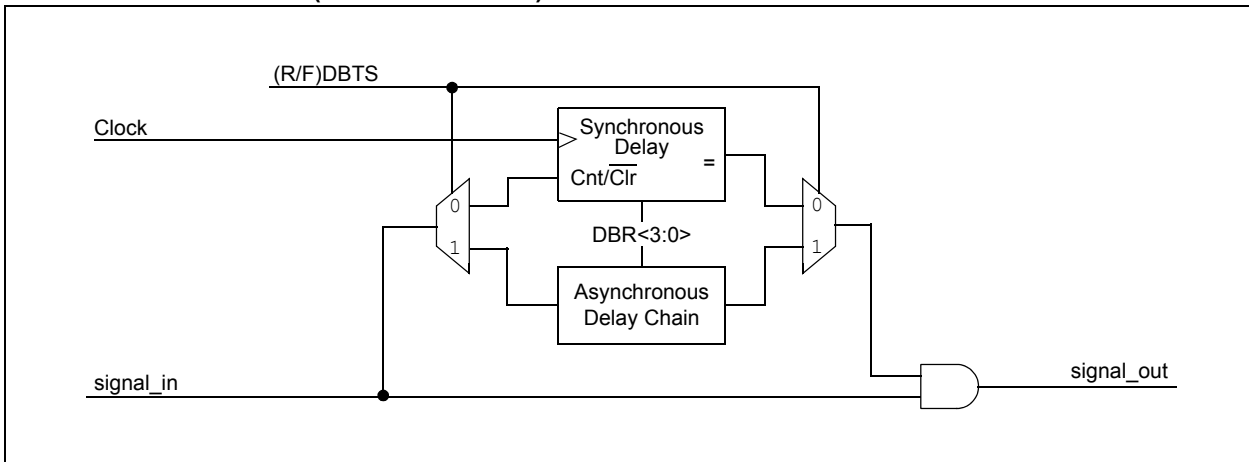 (R/F)DBTS
Clock
Synchronous
Delay
=
Cnt/Clr
0
0
DBR<3:0>
1
1
Asynchronous
Delay Chain
signal_in
signal_out